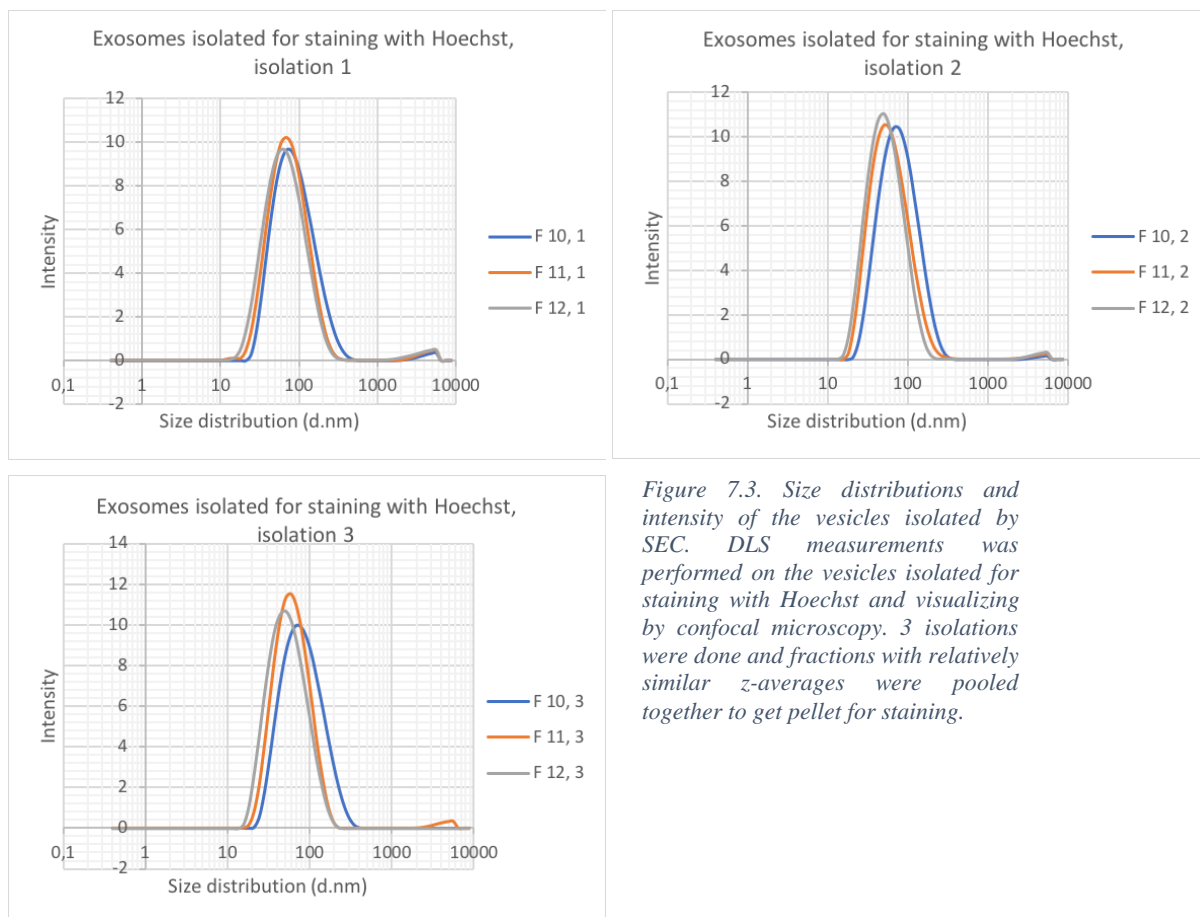 Exosomes isolated for staining with Hoechst,
isolation 1
12
10
8
6
4
2
0
-2
0,1
1
10
100
1000
10000
Intensity
Size distribution (d.nm)
F 10, 1
F 11, 1
F 12, 1
Exosomes isolated for staining with Hoechst,
isolation 2
12
10
8
6
4
2
0
-2
0,1
1
10
100
1000
10000
Intensity
Size distribution (d.nm)
F 10, 2
F 11, 2
F 12, 2
Exosomes isolated for staining with Hoechst,
isolation 3
14
12
10
8
6
4
2
0
-2
0,1
1
10
100
1000
10000
Intensity
Size distribution (d.nm)
F 10, 3
F 11, 3
F 12, 3
Figure 7.3. Size distributions and
intensity of the vesicles isolated by
SEC. DLS measurements was
performed on the vesicles isolated for
staining with Hoechst and visualizing
by confocal microscopy. 3 isolations
were done and fractions with relatively
similar z-averages were pooled
together to get pellet for staining.